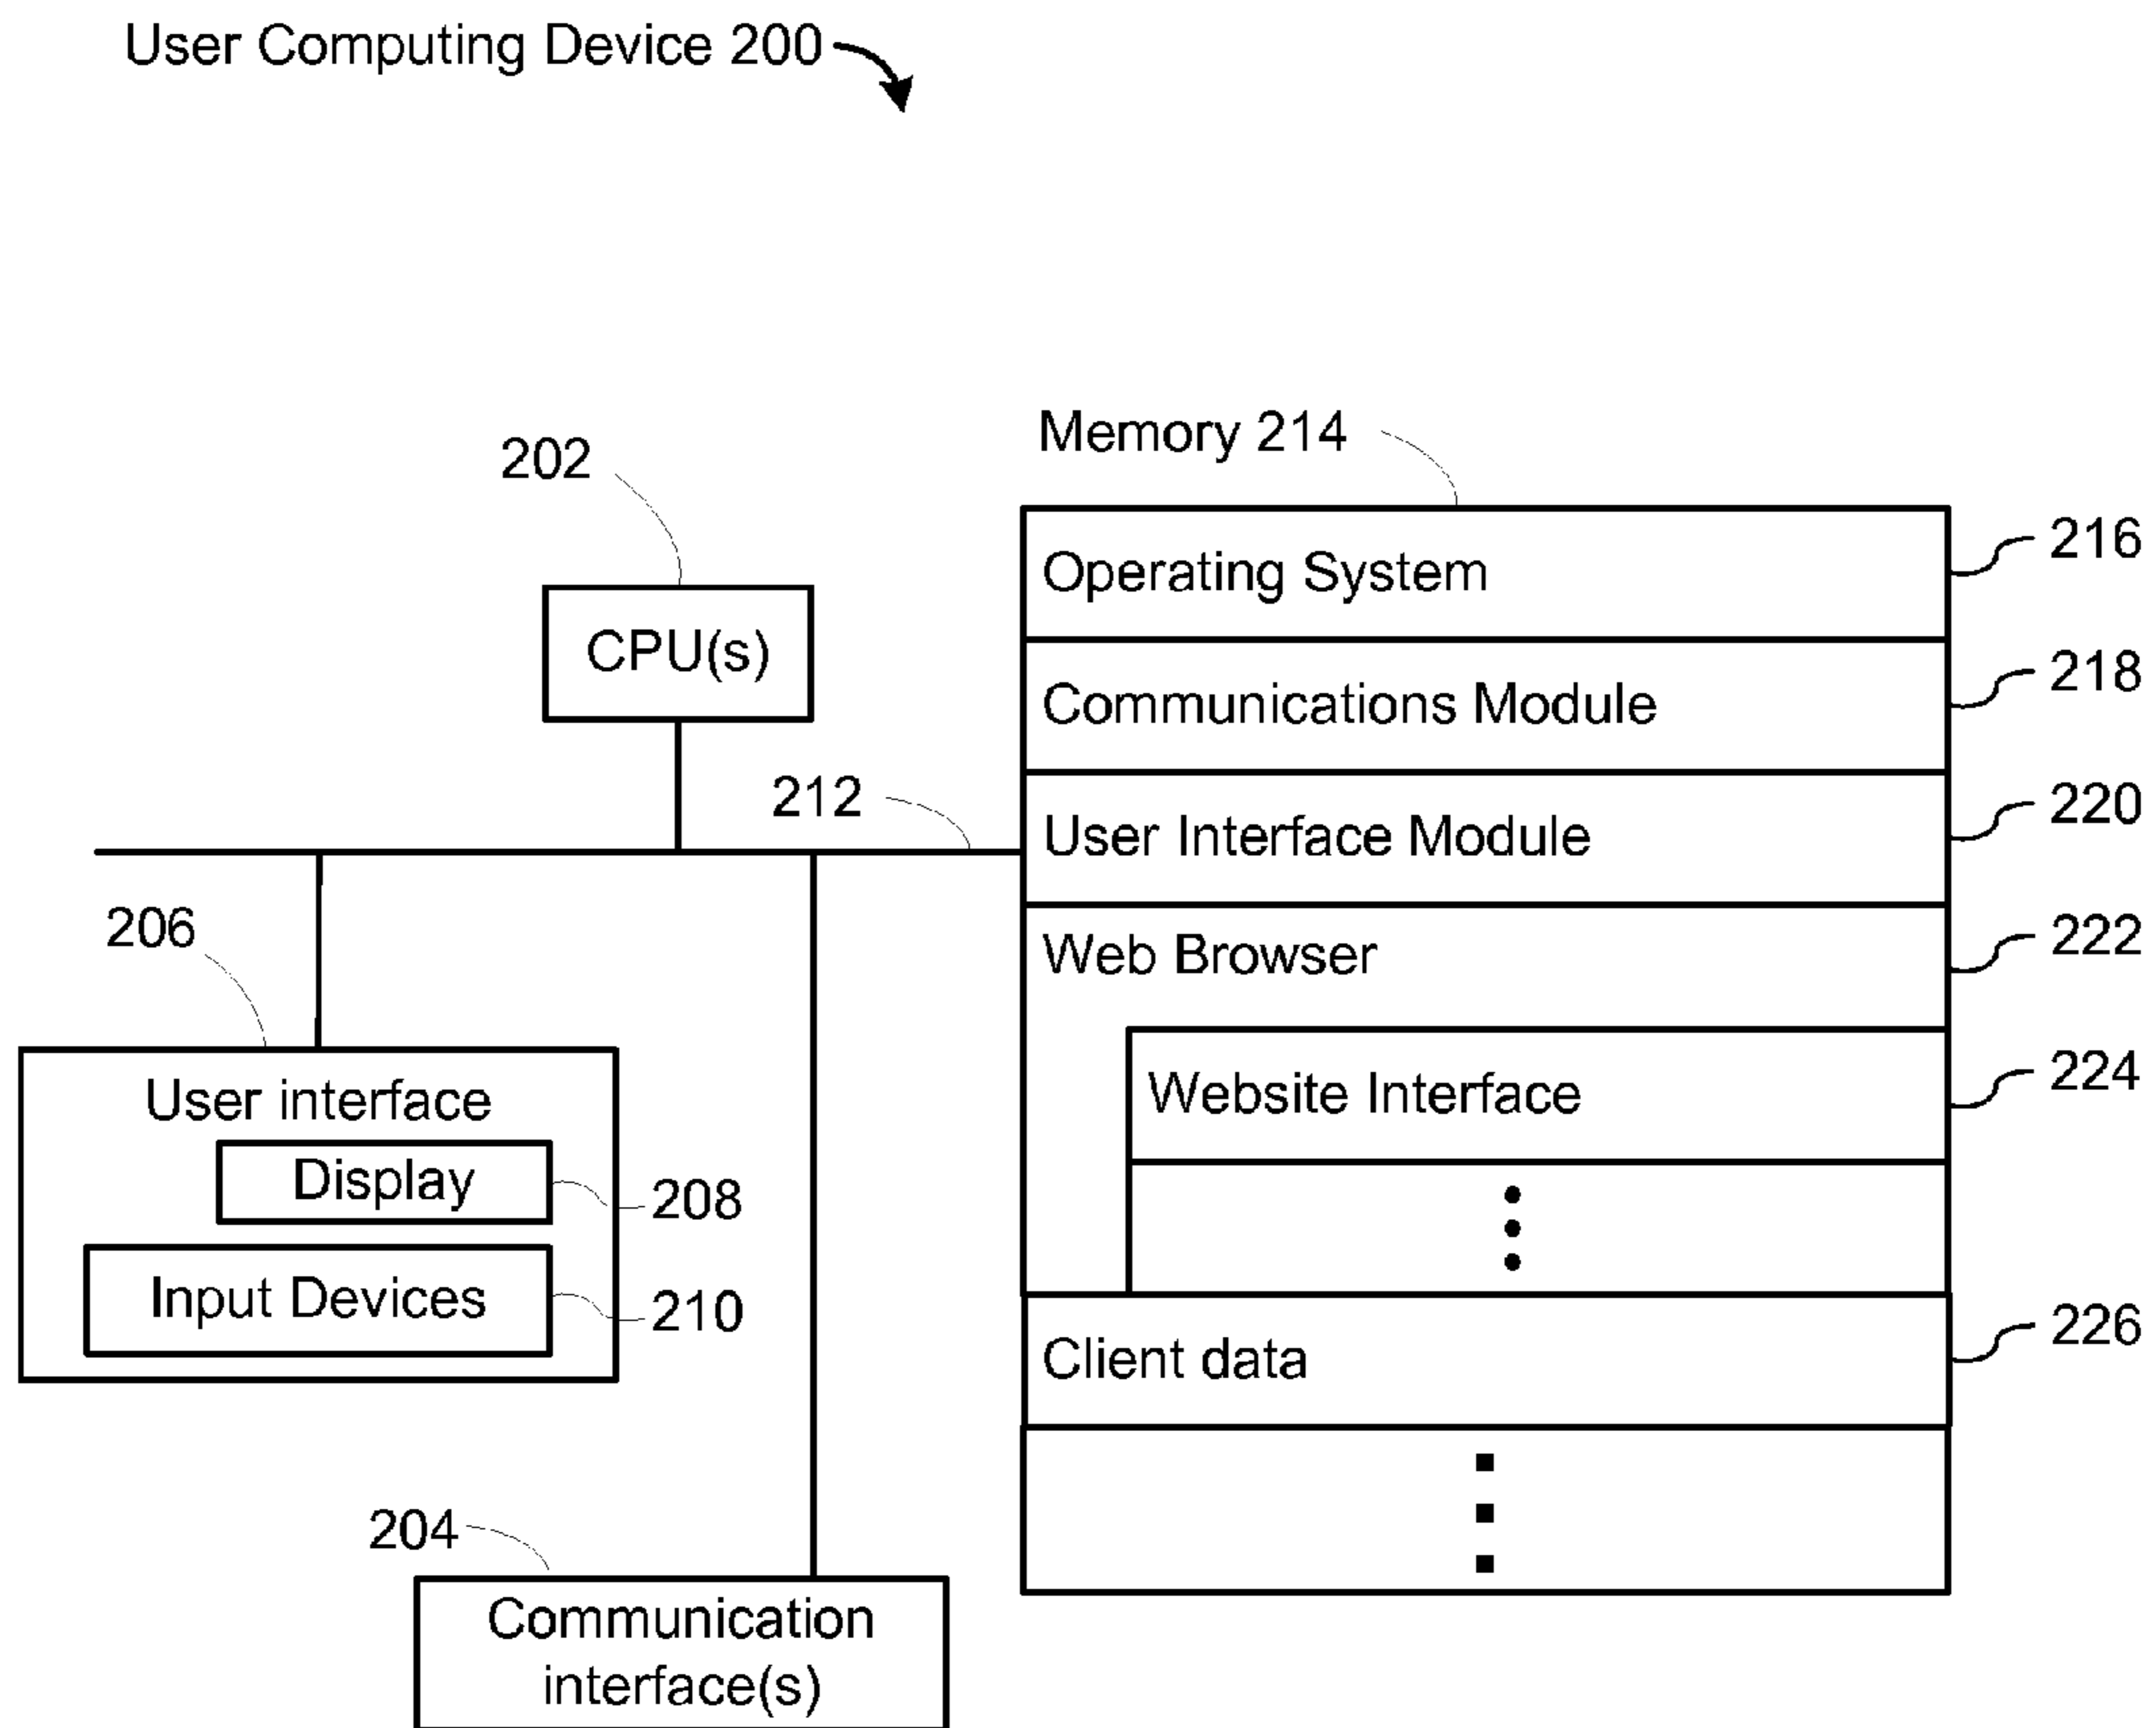 User Computing Device 200
Memory 214
202
216
Operating System
CPU(s)
218
Communications Module
212
220
User Interface Module
206
222
Web Browser
User interface
224
Website Interface
Display
208
Input Devices
210
226
Client data
204
Communication
interface(s)